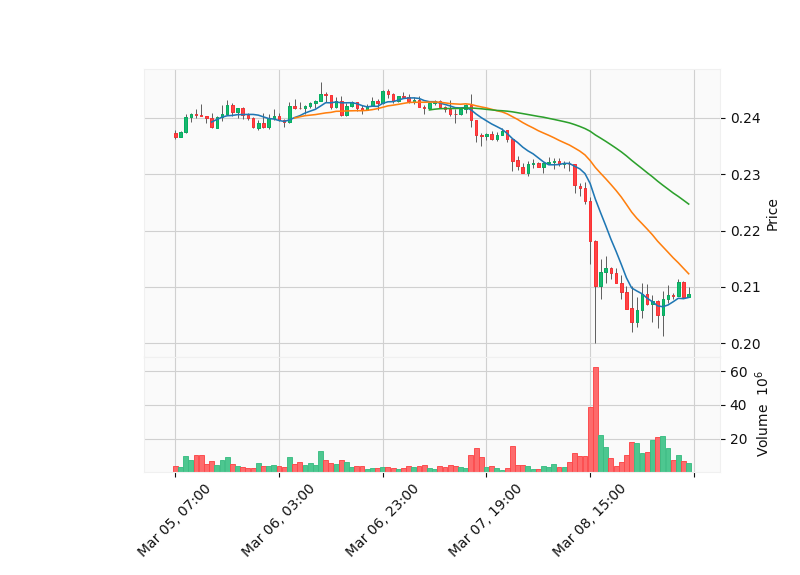 0.24
0.23
0.22
0.21
0.20
Price
60
40
20
Volume 10^6
Mar 05, 07:00
Mar 06, 03:00
Mar 06, 23:00
Mar 07, 19:00
Mar 08, 15:00